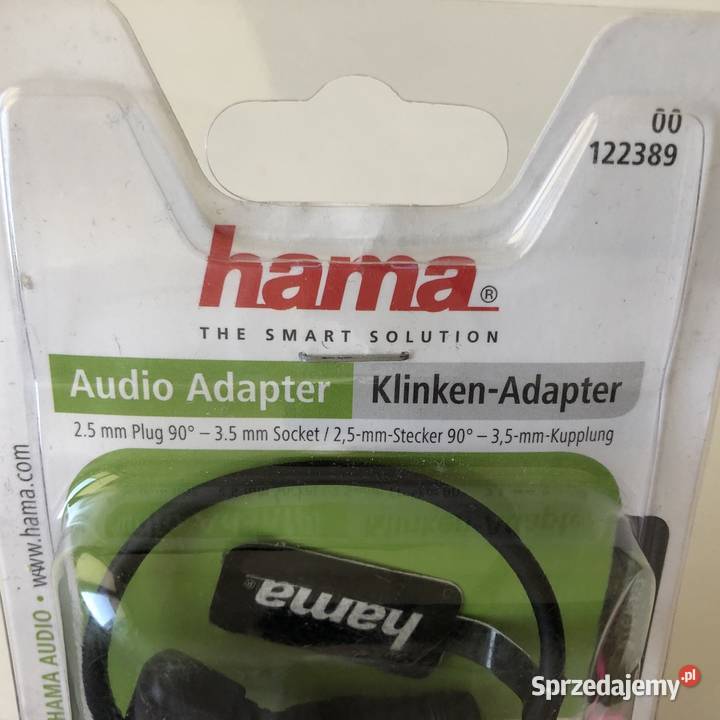 00
122389
hama®
THE SMART SOLUTION
Audio Adapter Klinken-Adapter
2.5 mm Plug 90° – 3.5 mm Socket / 2,5-mm-Stecker 90° – 3,5-mm-Kupplung
HAMA AUDIO • www.hama.com
hama®
Sprzedajemy.pl